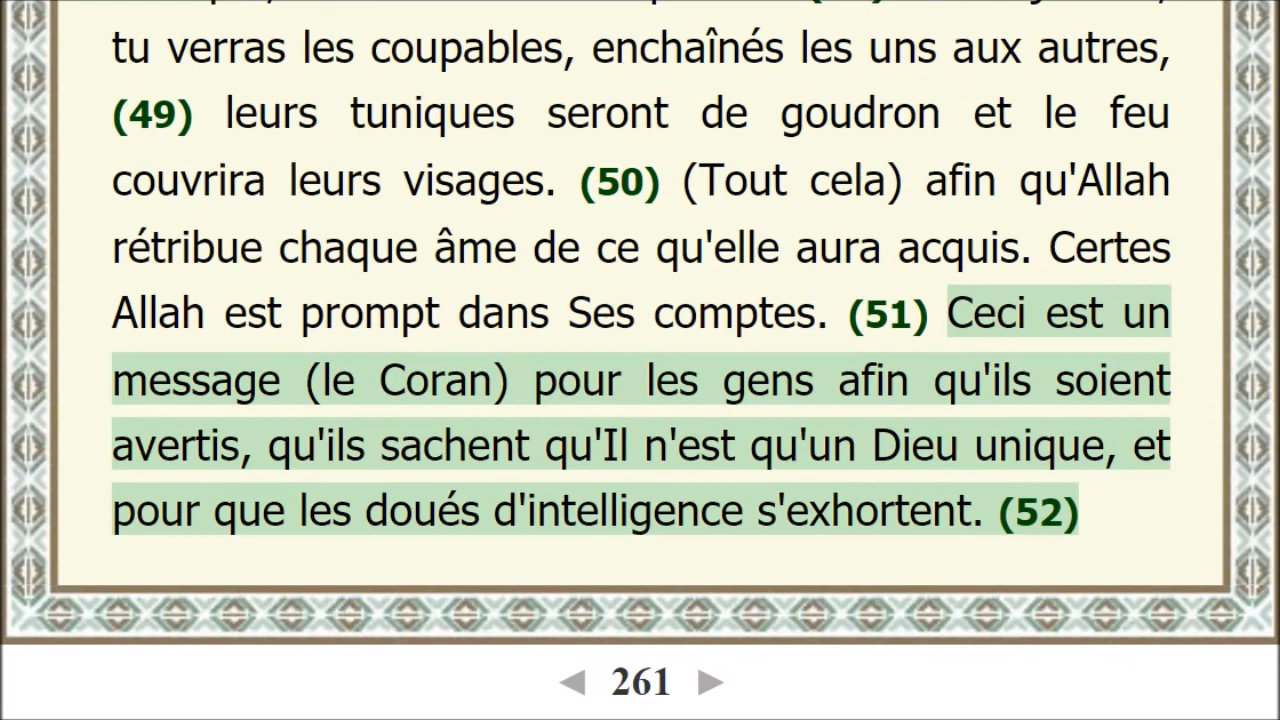 tu verras les coupables, enchaînés les uns aux autres,
(49) leurs tuniques seront de goudron et le feu
couvrira leurs visages. (50) (Tout cela) afin qu'Allah
rétribue chaque âme de ce qu'elle aura acquis. Certes
Allah est prompt dans Ses comptes. (51) Ceci est un
message (le Coran) pour les gens afin qu'ils soient
avertis, qu'ils sachent qu'Il n'est qu'un Dieu unique, et
pour que les doués d'intelligence s'exhortent. (52)
◄ 261 ►